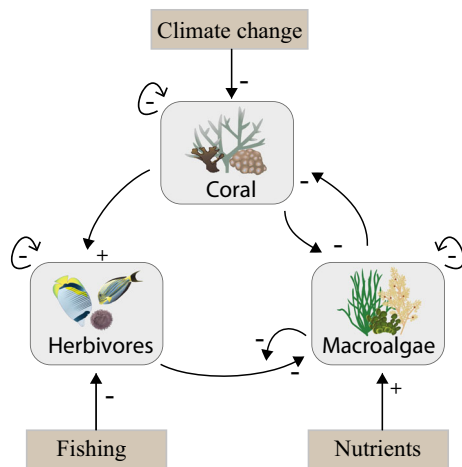 Climate change
-
-
Coral
-
-
-
+
-
Herbivores
-
Macroalgae
-
-
-
+
Fishing
Nutrients